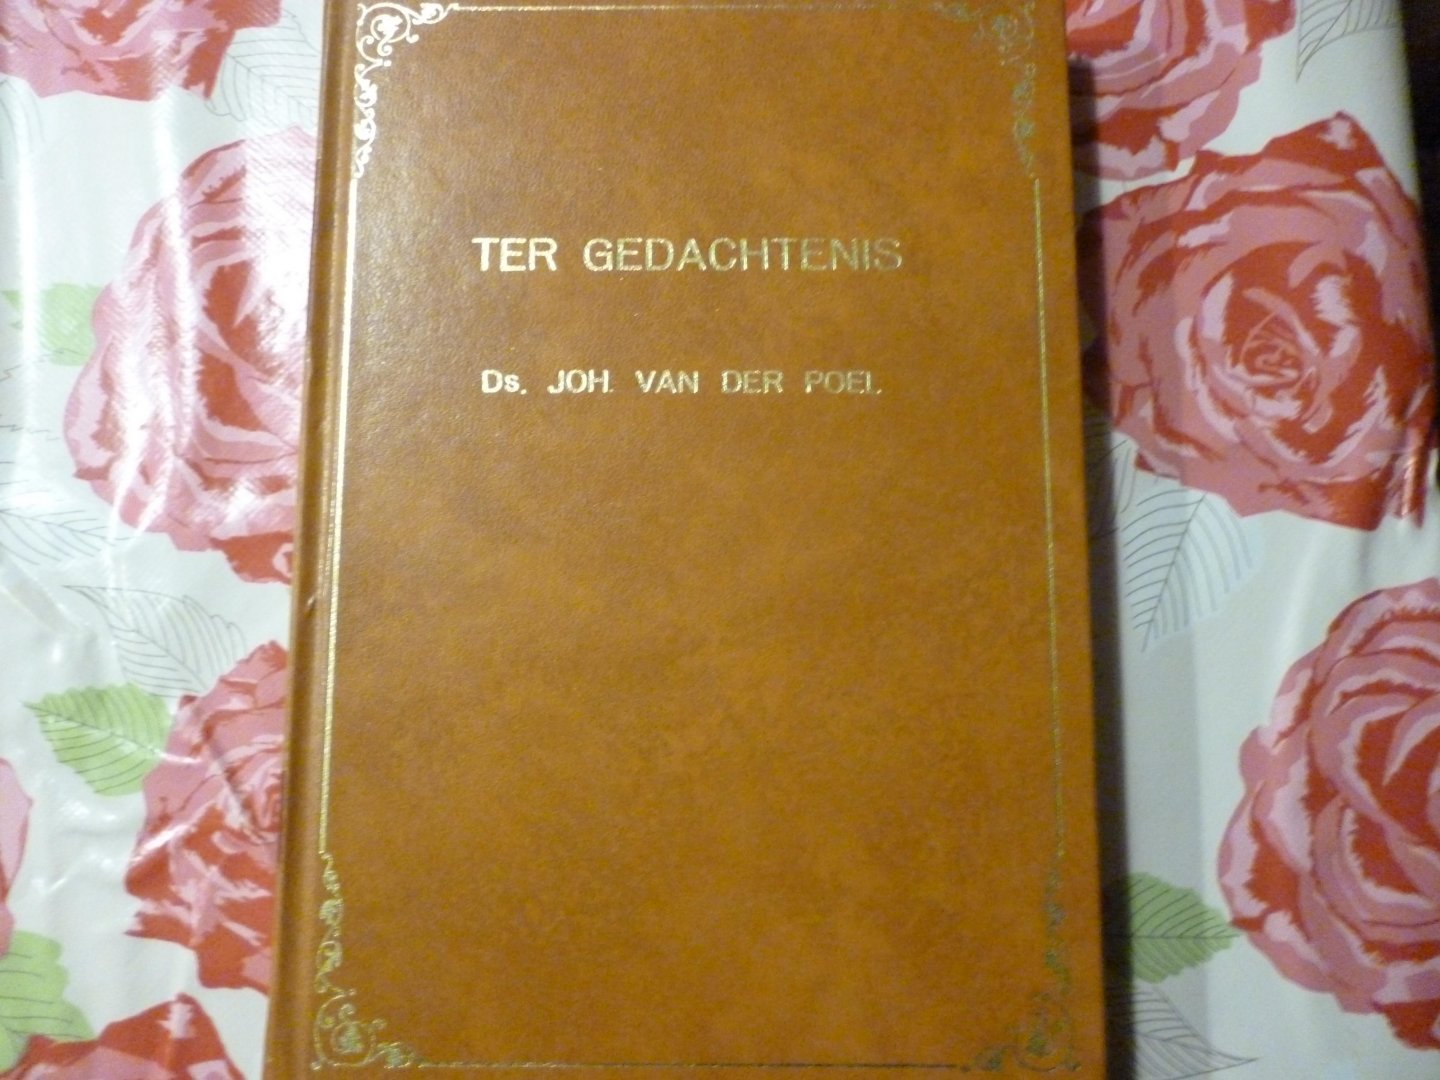 TER GEDACHTENIS
Ds. JOH. VAN DER POEL